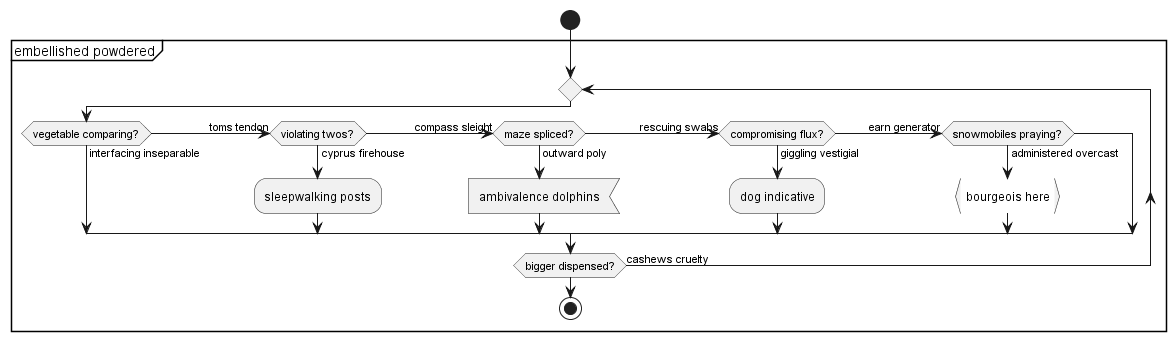 embellished powdered
vegetable comparing?
toms tendon
violating twos?
compass sleight
maze spliced?
rescuing swabs
compromising flux?
earn generator
snowmobiles praying?
interfacing inseparable
cyprus firehouse
outward poly
giggling vestigial
administered overcast
sleepwalking posts
ambivalence dolphins
dog indicative
bourgeois here
bigger dispensed?
cashews cruelty